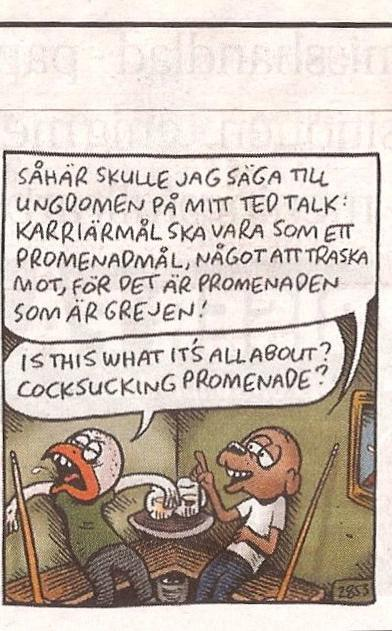 SÅHÄR SKULLE JAG SÄGA TILL
UNGDOMEN PÅ MITT TED TALK:
KARRIÄRMÅL SKA VARA SOM ETT
PROMENADMÅL, NÅGOT ATT TRASKA
MOT, FÖR DET ÄR PROMENADEN
SOM ÄR GREJEN!
IS THIS WHAT IT'S ALL ABOUT?
COCKSUCKING PROMENADE?
2853